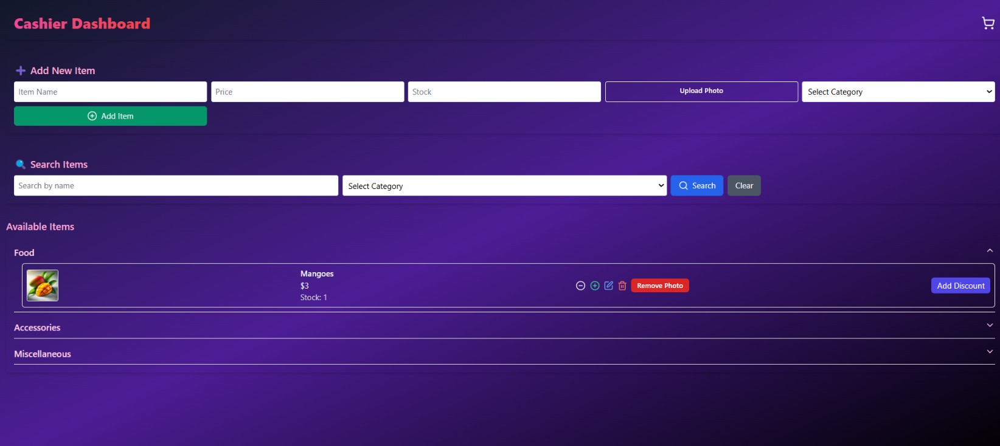 Cashier Dashboard
Add New Item
Item Name Price Stock Upload Photo Select Category
Add Item
Search Items
Search by name Select Category Search Clear
Available Items
Food
Mangoes
$3
Stock: 1
Remove Photo
Add Discount
Accessories
Miscellaneous